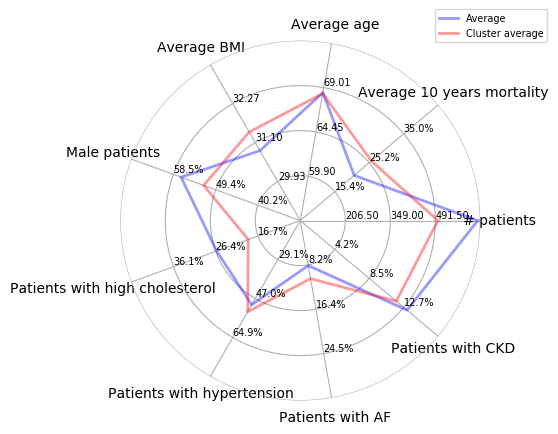 Average
Cluster average
Average age
Average BMI
69.01
Average 10 years mortality
32.27
35.0%
64.45
31.10
Male patients
25.2%
58.5%
59.90
29.93
49.4%
15.4%
40.2%
206.50
349.00
491.50
# patients
16.7%
26.4%
4.2%
29.1%
8.2%
36.1%
8.5%
Patients with high cholesterol
47.0%
12.7%
16.4%
64.9%
Patients with CKD
24.5%
Patients with hypertension
Patients with AF